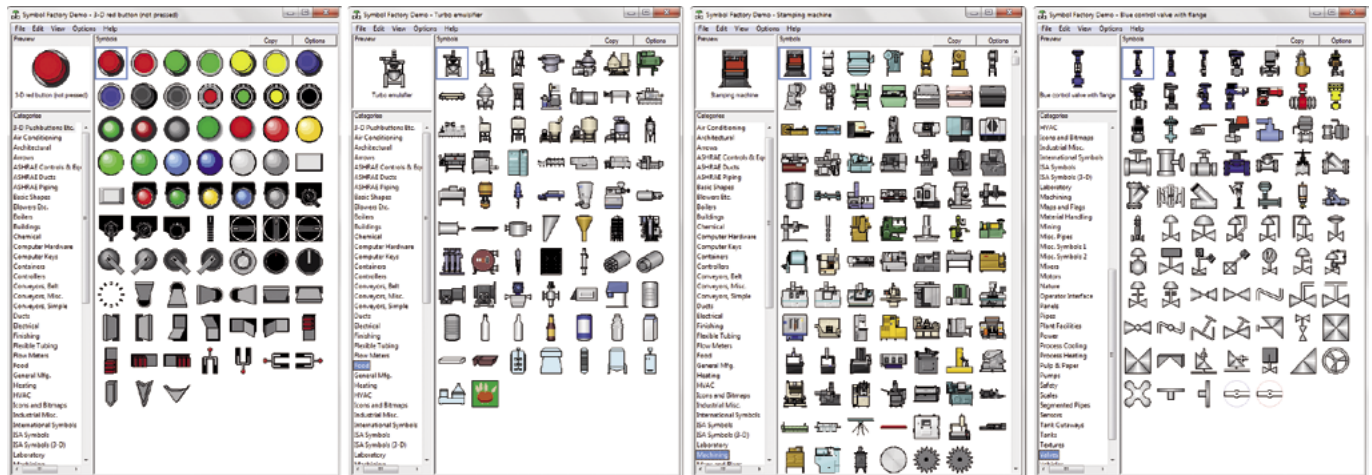 Symbol Factory Demo - 3-D red button (not pressed)
File Edit View Options Help
Preview
Symbols
Copy
Options
3-D red button (not pressed)
Categories
3-D Pushbuttons Etc.
Air Conditioning
Architectural
Arrows
ASHRAE Controls & Eq
ASHRAE Ducts
ASHRAE Piping
Basic Shapes
Blowers Etc.
Boilers
Buildings
Chemical
Computer Hardware
Computer Keys
Containers
Controllers
Conveyors, Belt
Conveyors, Misc.
Conveyors, Simple
Ducts
Electrical
Finishing
Flexible Tubing
Flow Meters
Food
General Mfg.
Heating
HVAC
Icons and Bitmaps
Industrial Misc.
International Symbols
ISA Symbols
ISA Symbols (3-D)
Laboratory
Machining
Symbol Factory Demo - Turbo emulsifier
File Edit View Options Help
Preview
Symbols
Copy
Options
Turbo emulsifier
Categories
3-D Pushbuttons Etc.
Air Conditioning
Architectural
Arrows
ASHRAE Controls & Eq
ASHRAE Ducts
ASHRAE Piping
Basic Shapes
Blowers Etc.
Boilers
Buildings
Chemical
Computer Hardware
Computer Keys
Containers
Controllers
Conveyors, Belt
Conveyors, Misc.
Conveyors, Simple
Ducts
Electrical
Finishing
Flexible Tubing
Flow Meters
Food
General Mfg.
Heating
HVAC
Icons and Bitmaps
Industrial Misc.
International Symbols
ISA Symbols
ISA Symbols (3-D)
Laboratory
Machining
Symbol Factory Demo - Stamping machine
File Edit View Options Help
Preview
Symbols
Copy
Options
Stamping machine
Categories
Air Conditioning
Architectural
Arrows
ASHRAE Controls & Eq
ASHRAE Ducts
ASHRAE Piping
Basic Shapes
Blowers Etc.
Boilers
Buildings
Chemical
Computer Hardware
Computer Keys
Containers
Controllers
Conveyors, Belt
Conveyors, Misc.
Conveyors, Simple
Ducts
Electrical
Finishing
Flexible Tubing
Flow Meters
Food
General Mfg.
Heating
HVAC
Icons and Bitmaps
Industrial Misc.
International Symbols
ISA Symbols
ISA Symbols (3-D)
Laboratory
Machining
Maps and Flags
Symbol Factory Demo - Blue control valve with flange
File Edit View Options Help
Preview
Symbols
Copy
Options
Blue control valve with flange
Categories
HVAC
Icons and Bitmaps
Industrial Misc.
International Symbols
ISA Symbols
ISA Symbols (3-D)
Laboratory
Machining
Maps and Flags
Material Handling
Mining
Misc. Pipes
Misc. Symbols 1
Misc. Symbols 2
Mixers
Motors
Nature
Operator Interface
Panels
Pipes
Plant Facilities
Power
Process Cooling
Process Heating
Pulp & Paper
Pumps
Safety
Scales
Segmented Pipes
Sensors
Tank Cutaways
Tanks
Textures
Valves
Vehicles